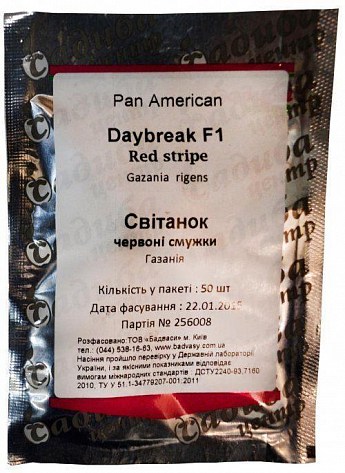 Pan American
Daybreak F1
Red stripe
Gazania rigens
Світанок
червоні смужки
Газанія
Кількість у пакеті : 50 шт
Дата фасування : 22.01.2015
Партія № 256008
Розфасовано:ТОВ «Бадваси» м. Київ
тел.: (044) 538-16-63, www.badvasy.com.ua
Насіння пройшло перевірку у Державній лабораторії
України, і за якісними показниками відповідає
вимогам міжнародних стандартів : ДСТУ2240-93,7160
2010, ТУ У 51.1-34779207-001:2011
Садиба
центр